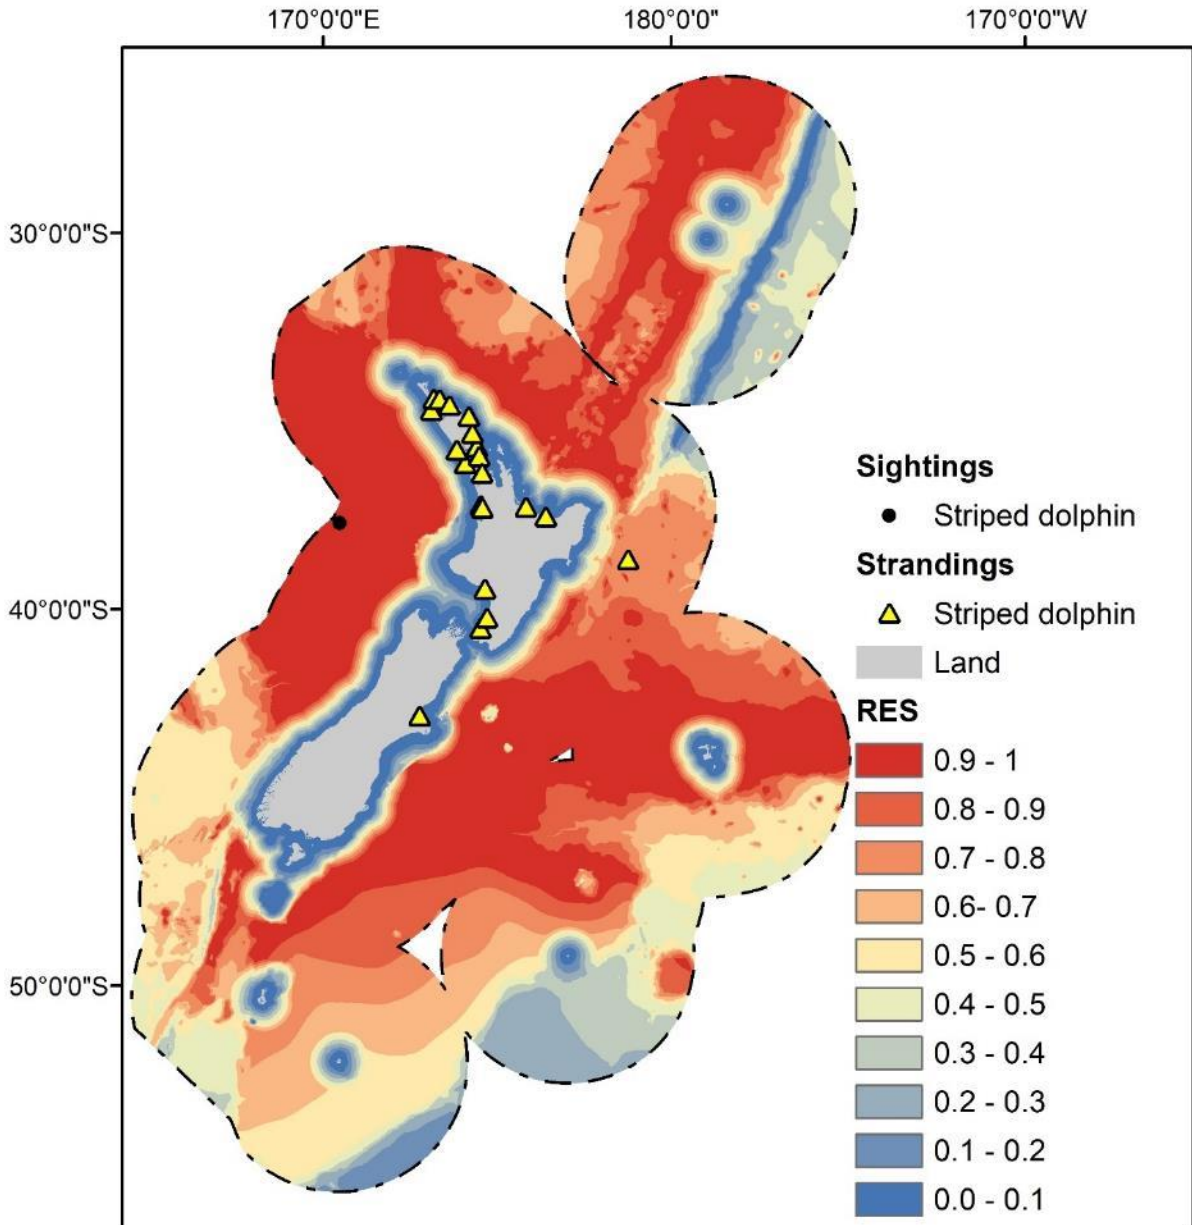 170°0'0"E
180°0'0"
170°0'0"W
30°0'0"S
40°0'0"S
50°0'0"S
Sightings
Striped dolphin
Strandings
Striped dolphin
Land
RES
0.9 - 1
0.8 - 0.9
0.7 - 0.8
0.6- 0.7
0.5 - 0.6
0.4 - 0.5
0.3 - 0.4
0.2 - 0.3
0.1 - 0.2
0.0 - 0.1